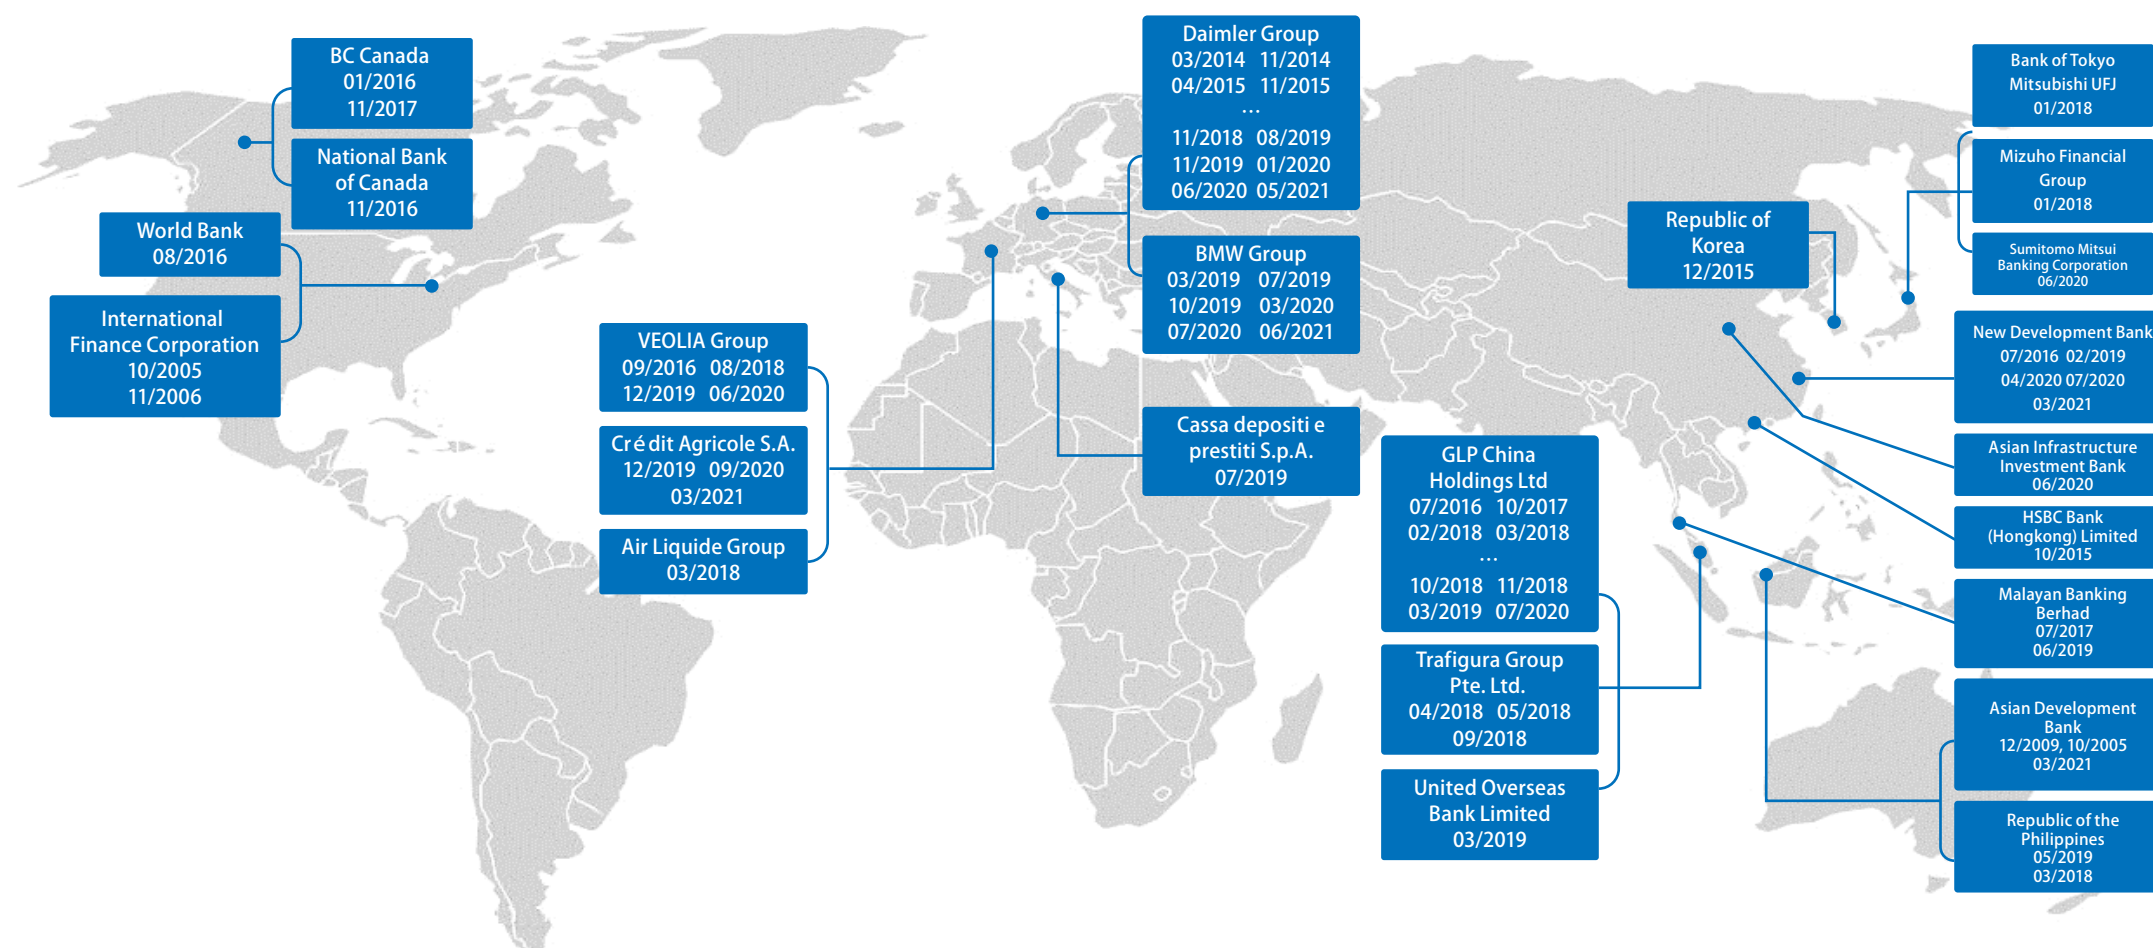 BC Canada
01/2016
11/2017
National Bank
of Canada
11/2016
World Bank
08/2016
International
Finance Corporation
10/2005
11/2006
VEOLIA Group
09/2016 08/2018
12/2019 06/2020
Crédit Agricole S.A.
12/2019 09/2020
03/2021
Air Liquide Group
03/2018
Daimler Group
03/2014 11/2014
04/2015 11/2015
...
11/2018 08/2019
11/2019 01/2020
06/2020 05/2021
BMW Group
03/2019 07/2019
10/2019 03/2020
07/2020 06/2021
Cassa depositi e
prestiti S.p.A.
07/2019
GLP China
Holdings Ltd
07/2016 10/2017
02/2018 03/2018
...
10/2018 11/2018
03/2019 07/2020
Trafigura Group
Pte. Ltd.
04/2018 05/2018
09/2018
United Overseas
Bank Limited
03/2019
Republic of
Korea
12/2015
Bank of Tokyo
Mitsubishi UFJ
01/2018
Mizuho Financial
Group
01/2018
Sumitomo Mitsui
Banking Corporation
06/2020
New Development Bank
07/2016 02/2019
04/2020 07/2020
03/2021
Asian Infrastructure
Investment Bank
06/2020
HSBC Bank
(Hongkong) Limited
10/2015
Malayan Banking
Berhad
07/2017
06/2019
Asian Development
Bank
12/2009, 10/2005
03/2021
Republic of the
Philippines
05/2019
03/2018